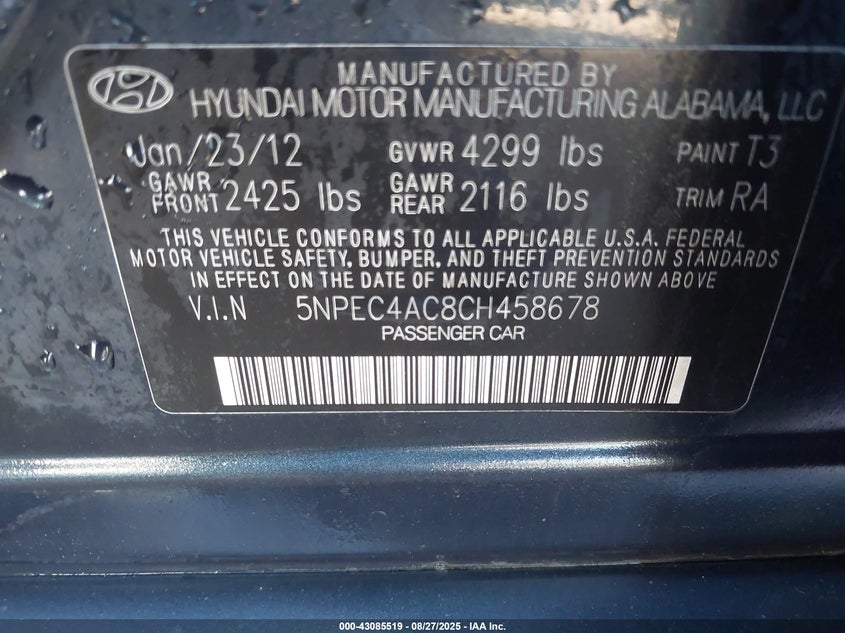 MANUFACTURED BY
HYUNDAI MOTOR MANUFACTURING ALABAMA, LLC
Jan/23/12 GVWR 4299 lbs PAINT T3
GAWR FRONT 2425 lbs GAWR REAR 2116 lbs TRIM RA
THIS VEHICLE CONFORMS TO ALL APPLICABLE U.S.A. FEDERAL
MOTOR VEHICLE SAFETY, BUMPER, AND THEFT PREVENTION STANDARDS
IN EFFECT ON THE DATE OF MANUFACTURE SHOWN ABOVE
V.I.N 5NPEC4AC8CH458678
PASSENGER CAR
000-43085519 - 08/27/2025 - IAA Inc.